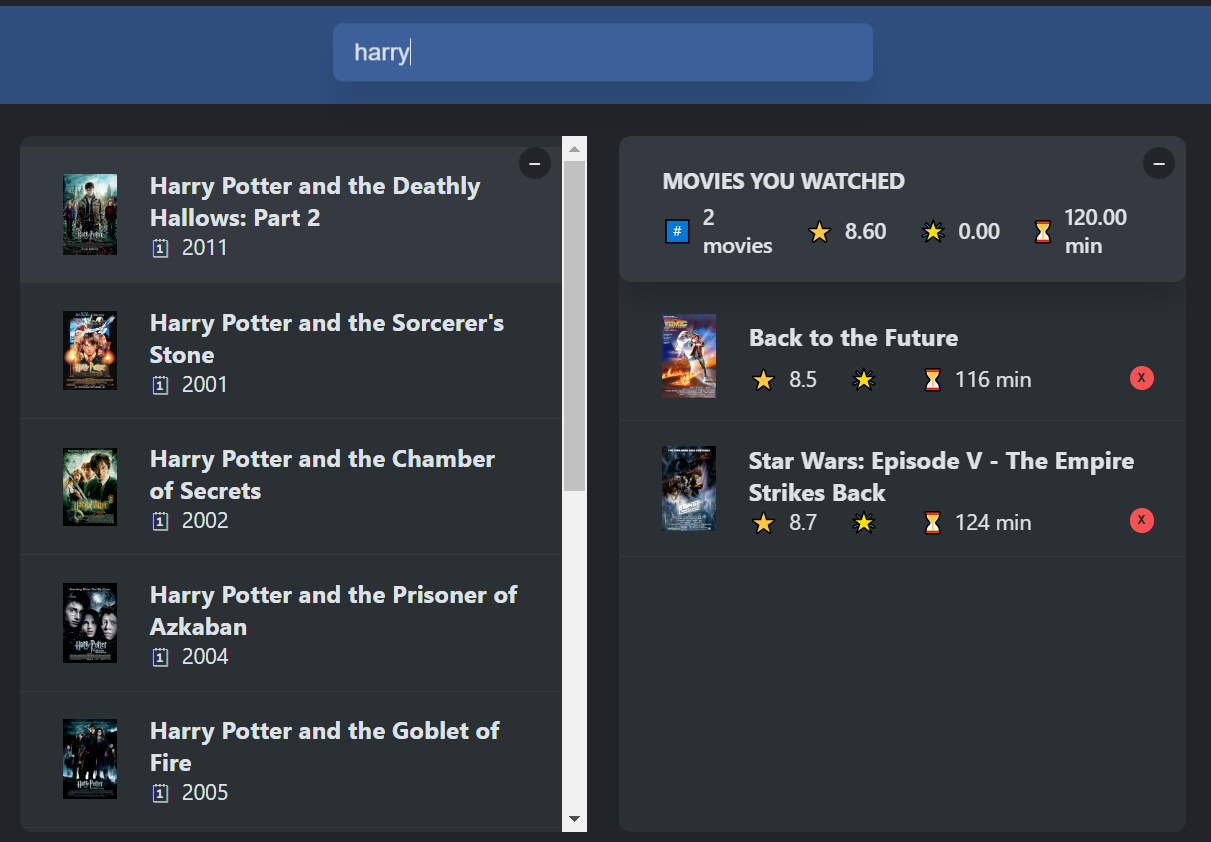 harry
Harry Potter and the Deathly
Hallows: Part 2
2011
Harry Potter and the Sorcerer's
Stone
2001
Harry Potter and the Chamber
of Secrets
2002
Harry Potter and the Prisoner of
Azkaban
2004
Harry Potter and the Goblet of
Fire
2005
MOVIES YOU WATCHED
# 2 movies 8.60 0.00 120.00 min
Back to the Future
8.5 116 min X
Star Wars: Episode V - The Empire
Strikes Back
8.7 124 min X